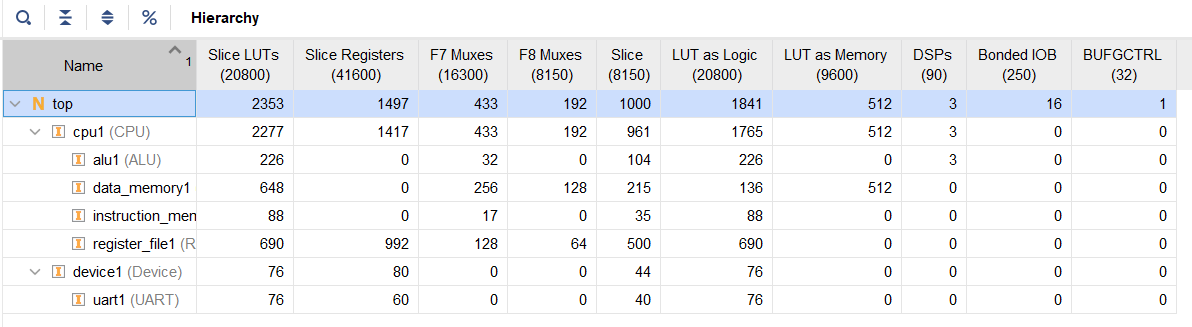 Hierarchy
Name 1 Slice LUTs (20800) Slice Registers (41600) F7 Muxes (16300) F8 Muxes (8150) Slice (8150) LUT as Logic (20800) LUT as Memory (9600) DSPs (90) Bonded IOB (250) BUFGCTRL (32)
N top 2353 1497 433 192 1000 1841 512 3 16 1
I cpu1 (CPU) 2277 1417 433 192 961 1765 512 3 0 0
I alu1 (ALU) 226 0 32 0 104 226 0 3 0 0
I data_memory1 648 0 256 128 215 136 512 0 0 0
I instruction_men 88 0 17 0 35 88 0 0 0 0
I register_file1 (R 690 992 128 64 500 690 0 0 0 0
I device1 (Device) 76 80 0 0 44 76 0 0 0 0
I uart1 (UART) 76 60 0 0 40 76 0 0 0 0